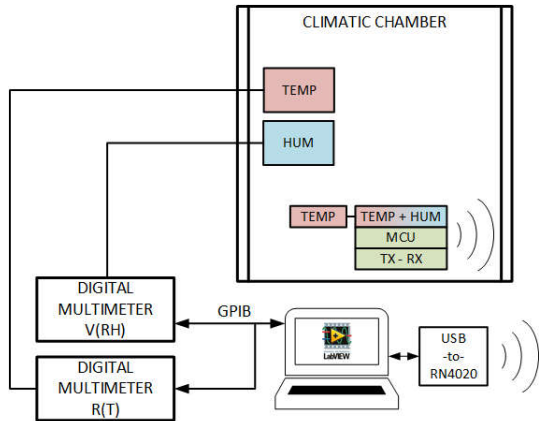 CLIMATIC CHAMBER
TEMP
HUM
TEMP
TEMP + HUM
MCU
TX - RX
DIGITAL
MULTIMETER
V(RH)
GPIB
LabVIEW
USB
-to-
RN4020
DIGITAL
MULTIMETER
R(T)